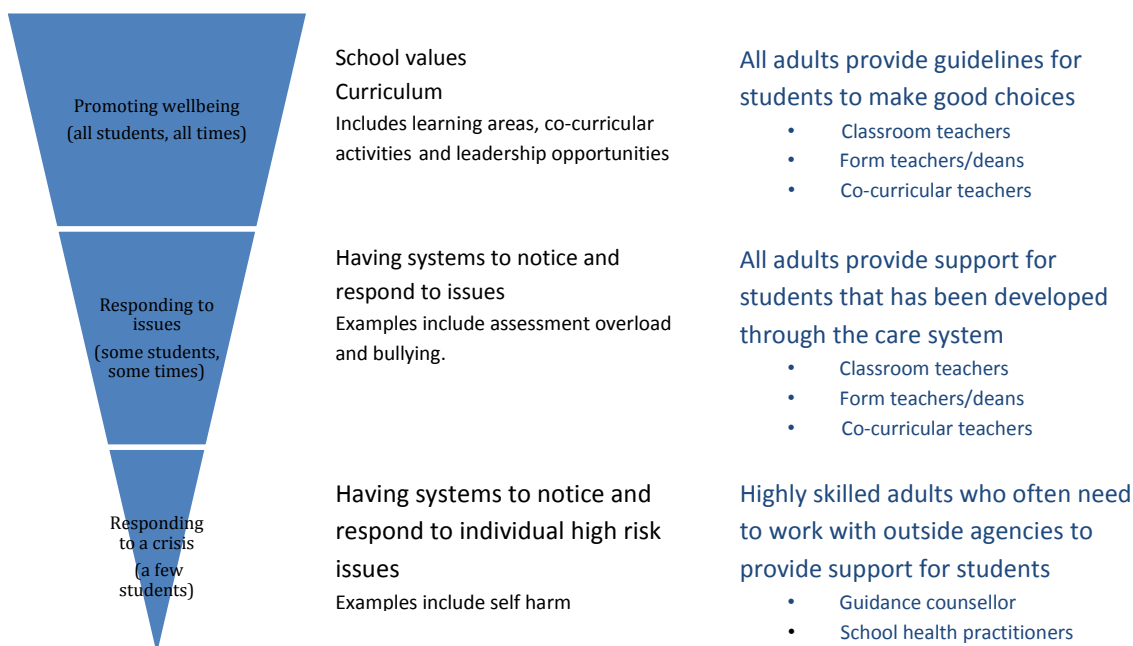 Promoting wellbeing
(all students, all times)
School values
Curriculum
Includes learning areas, co-curricular
activities and leadership opportunities
All adults provide guidelines for
students to make good choices
• Classroom teachers
• Form teachers/deans
• Co-curricular teachers
Responding to
issues
(some students,
some times)
Having systems to notice and
respond to issues
Examples include assessment overload
and bullying.
All adults provide support for
students that has been developed
through the care system
• Classroom teachers
• Form teachers/deans
• Co-curricular teachers
Responding
to a crisis
(a few
students)
Having systems to notice and
respond to individual high risk
issues
Examples include self harm
Highly skilled adults who often need
to work with outside agencies to
provide support for students
• Guidance counsellor
• School health practitioners